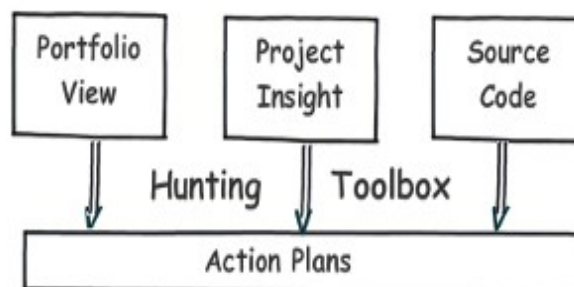 Portfolio
View
Project
Insight
Source
Code
Hunting Toolbox
Action Plans